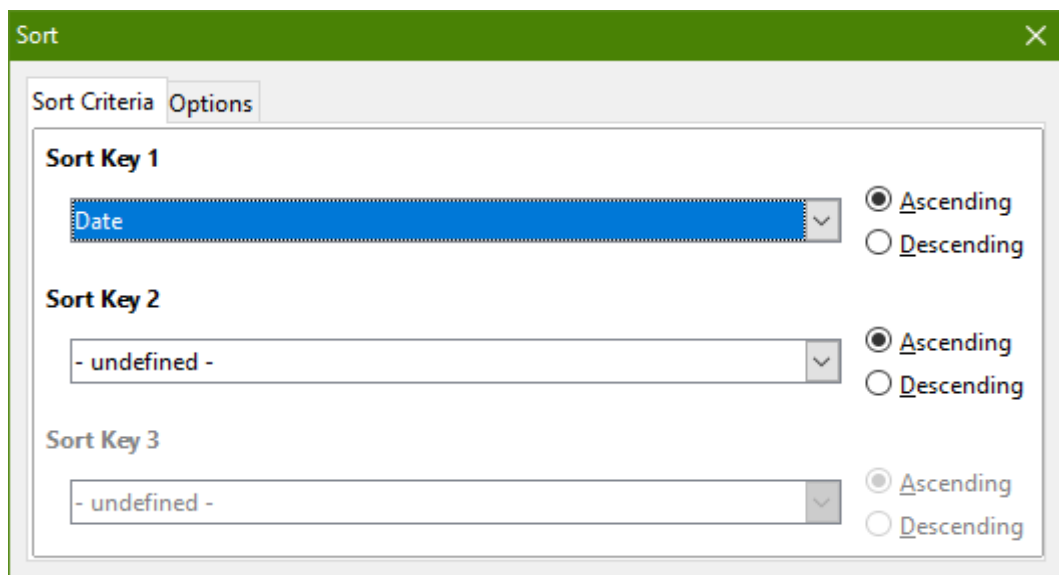 Sort
Sort Criteria Options
Sort Key 1
Date
Ascending
Descending
Sort Key 2
- undefined -
Ascending
Descending
Sort Key 3
- undefined -
Ascending
Descending